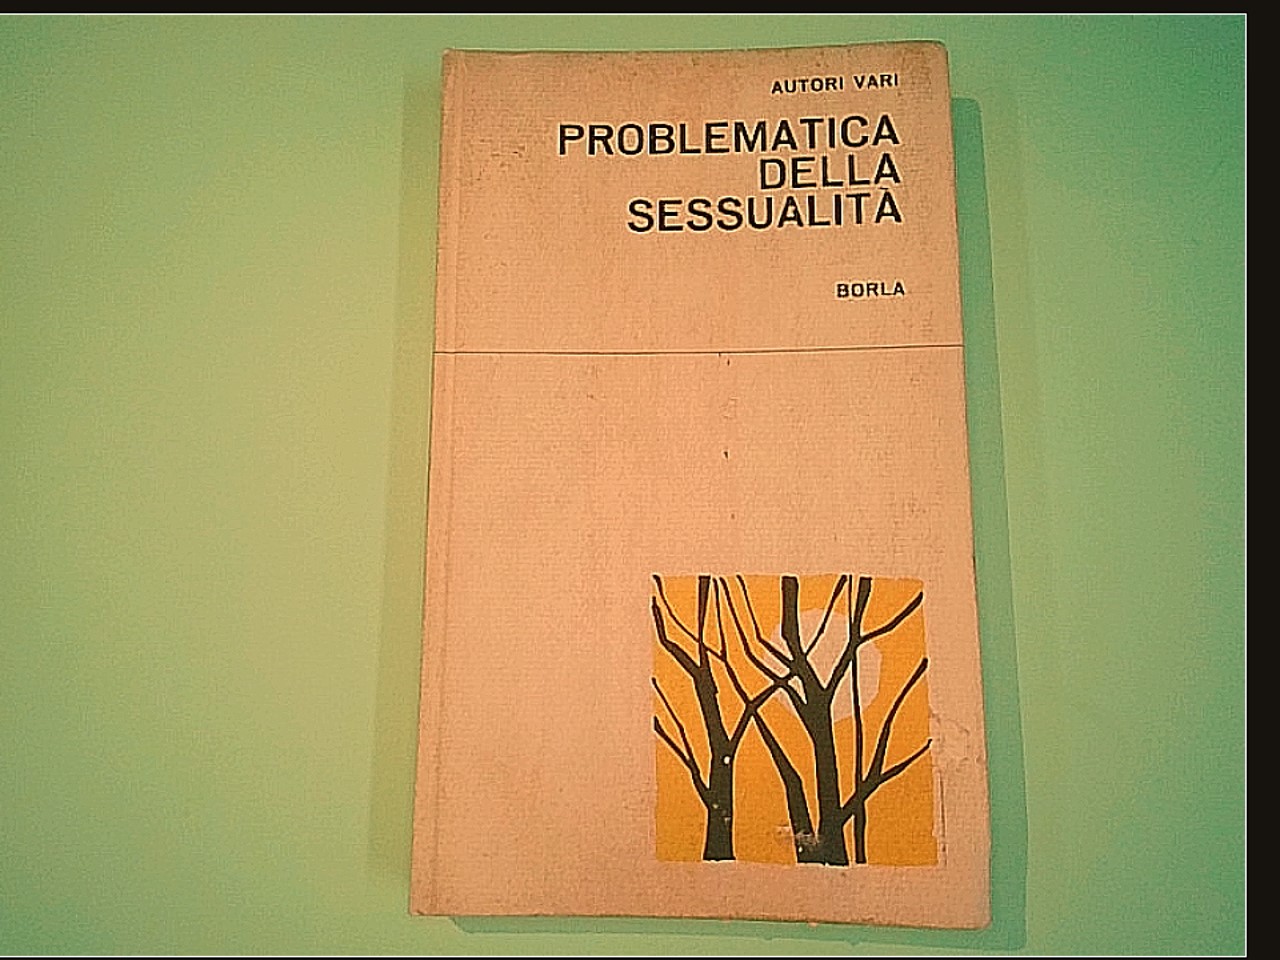 AUTORI VARI
PROBLEMATICA
DELLA
SESSUALITÀ
BORLA